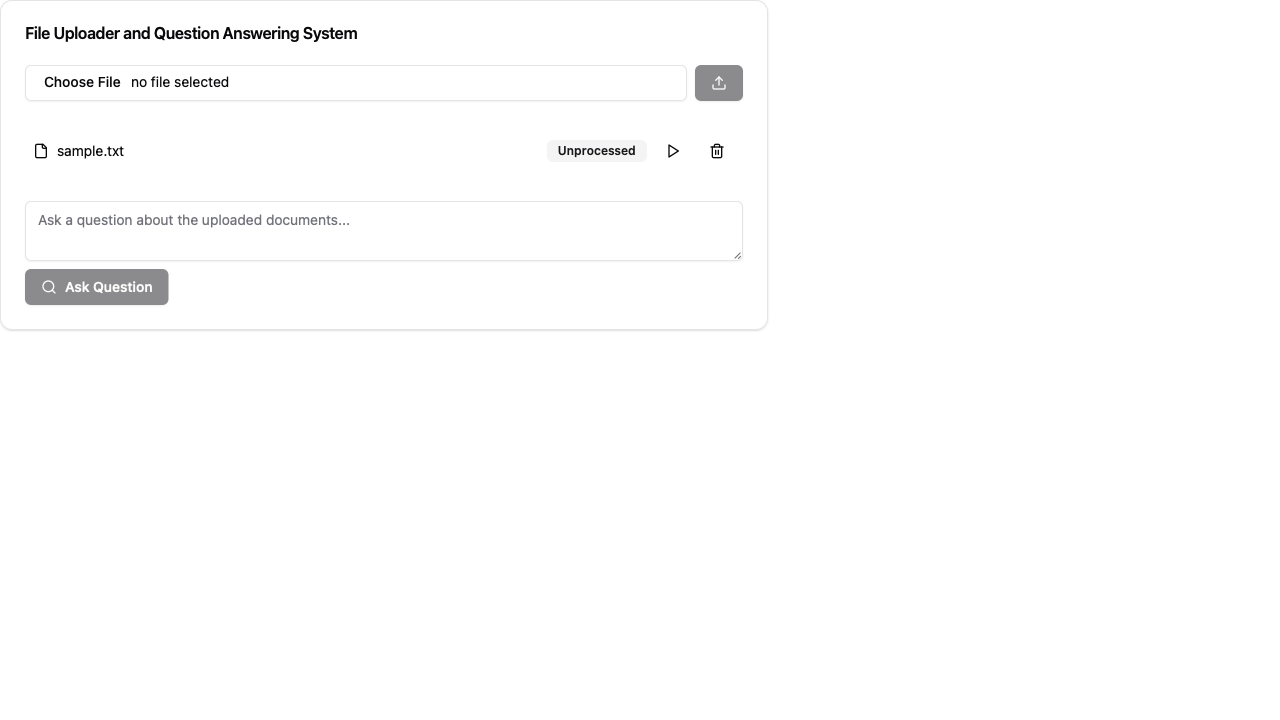 File Uploader and Question Answering System
Choose File no file selected
sample.txt Unprocessed
Ask a question about the uploaded documents...
Ask Question